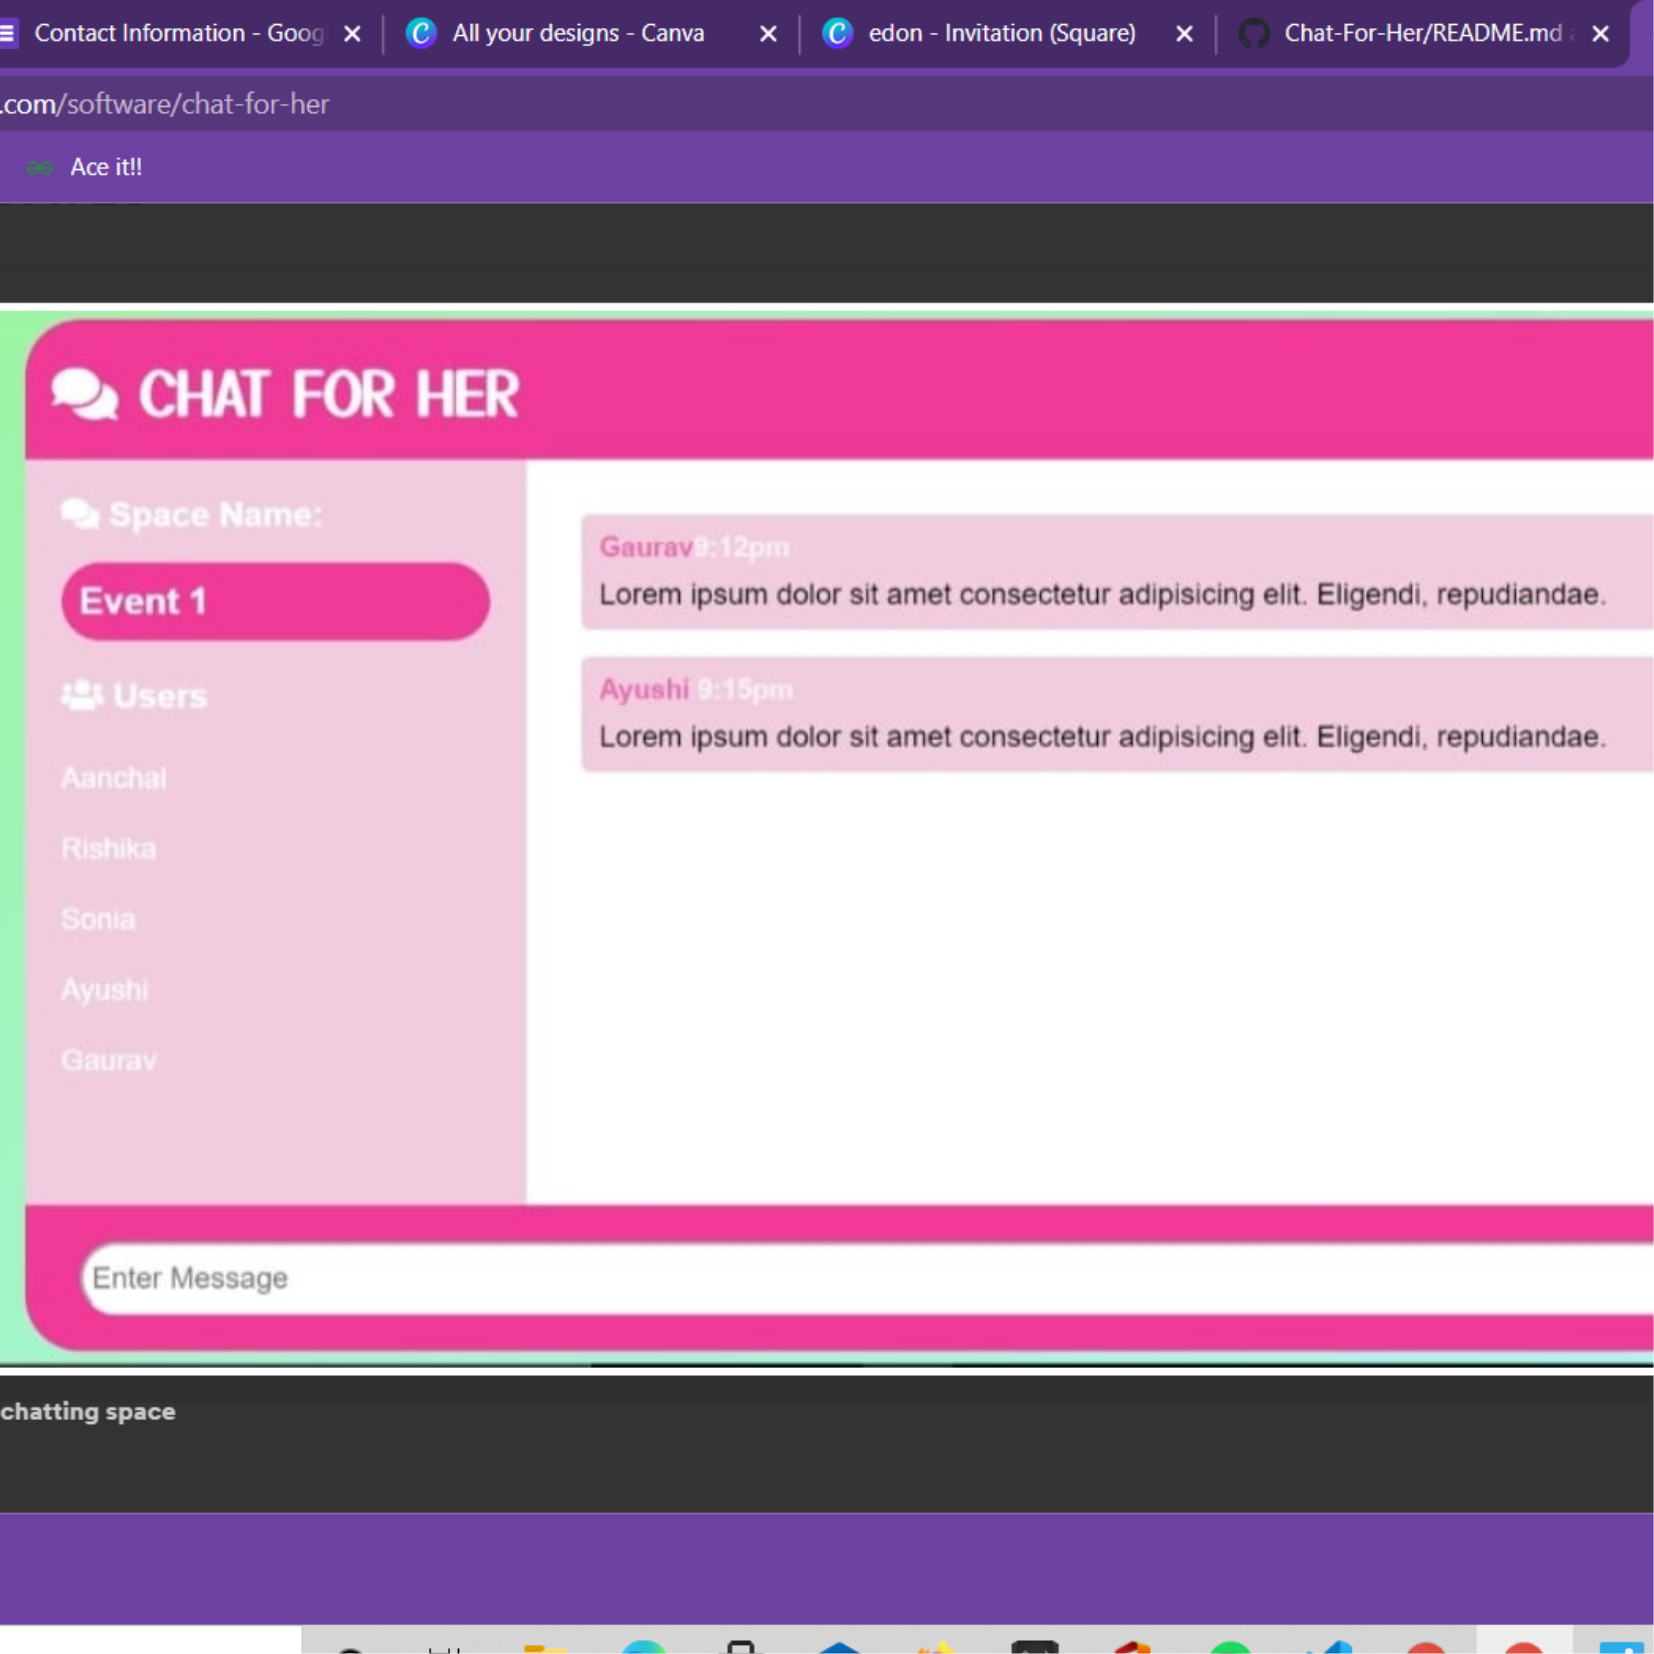 Contact Information - Goog
All your designs - Canva
edon - Invitation (Square)
Chat-For-Her/README.md
.com/software/chat-for-her
Ace it!!
CHAT FOR HER
Space Name:
Event 1
Users
Aanchal
Rishika
Sonia
Ayushi
Gaurav
Gaurav9:12pm
Lorem ipsum dolor sit amet consectetur adipisicing elit. Eligendi, repudiandae.
Ayushi 9:15pm
Lorem ipsum dolor sit amet consectetur adipisicing elit. Eligendi, repudiandae.
Enter Message
chatting space